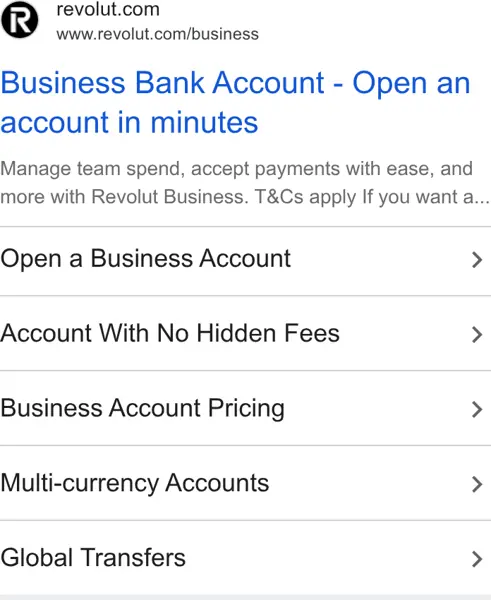 revolut.com
www.revolut.com/business
Business Bank Account - Open an
account in minutes
Manage team spend, accept payments with ease, and
more with Revolut Business. T&Cs apply If you want a...
Open a Business Account
Account With No Hidden Fees
Business Account Pricing
Multi-currency Accounts
Global Transfers